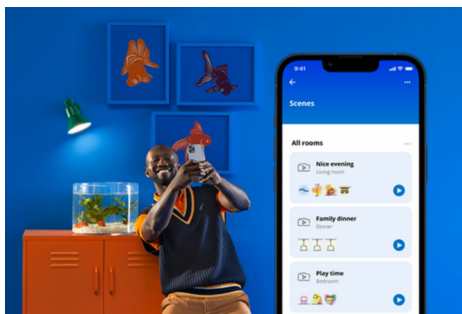 9:41
Scenes
All rooms
Nice evening
Living room
Family dinner
Dinner
Play time
Bedroom